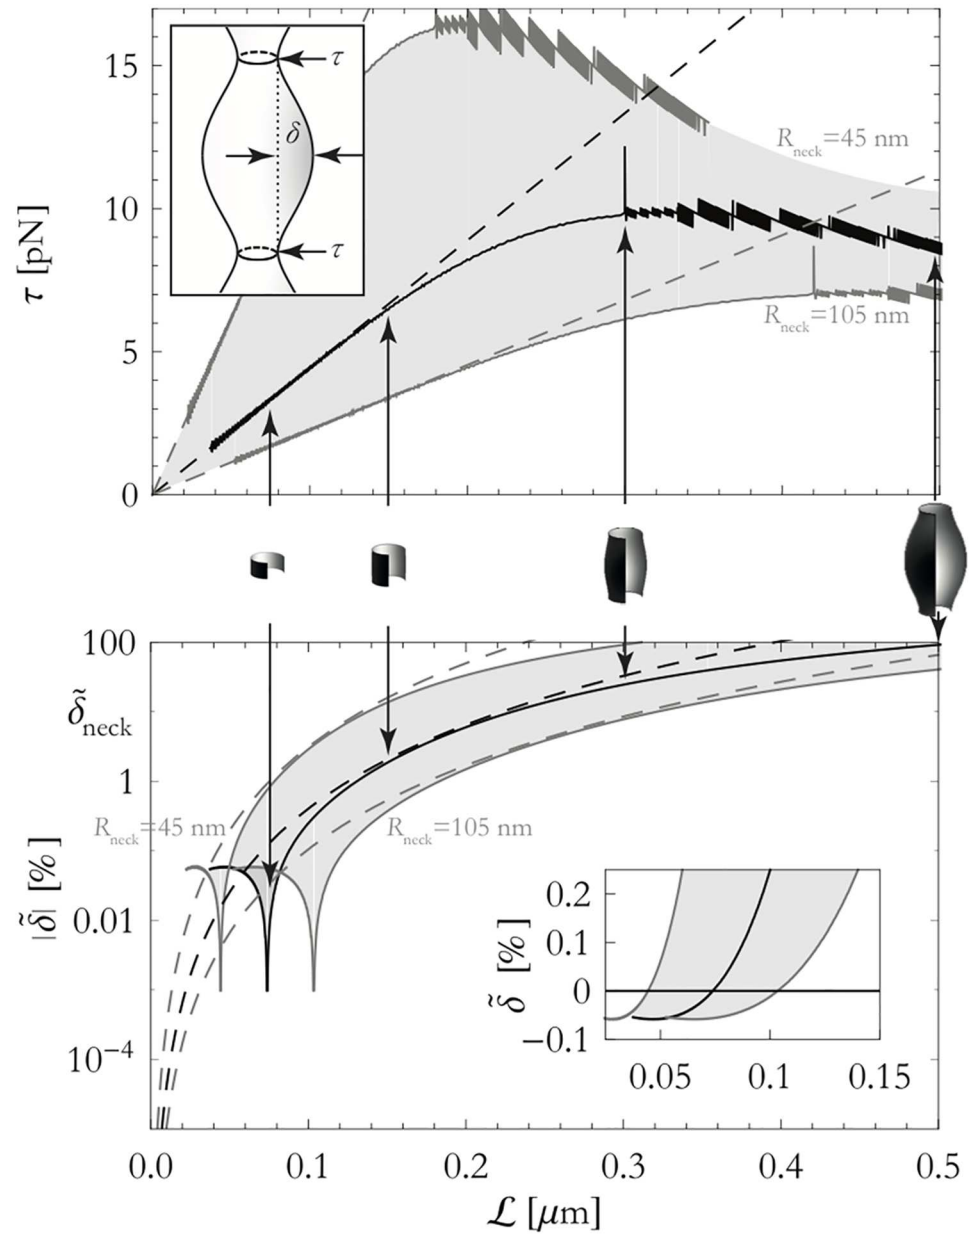 15
10
5
0
τ [pN]
τ
δ
τ
R_neck=45 nm
R_neck=105 nm
100
δ̃_neck
1
0.01
10⁻⁴
|δ̃| [%]
R_neck=45 nm
R_neck=105 nm
0.2
0.1
0
−0.1
δ̃ [%]
0.05 0.1 0.15
0.0 0.1 0.2 0.3 0.4 0.5
ℒ [μm]